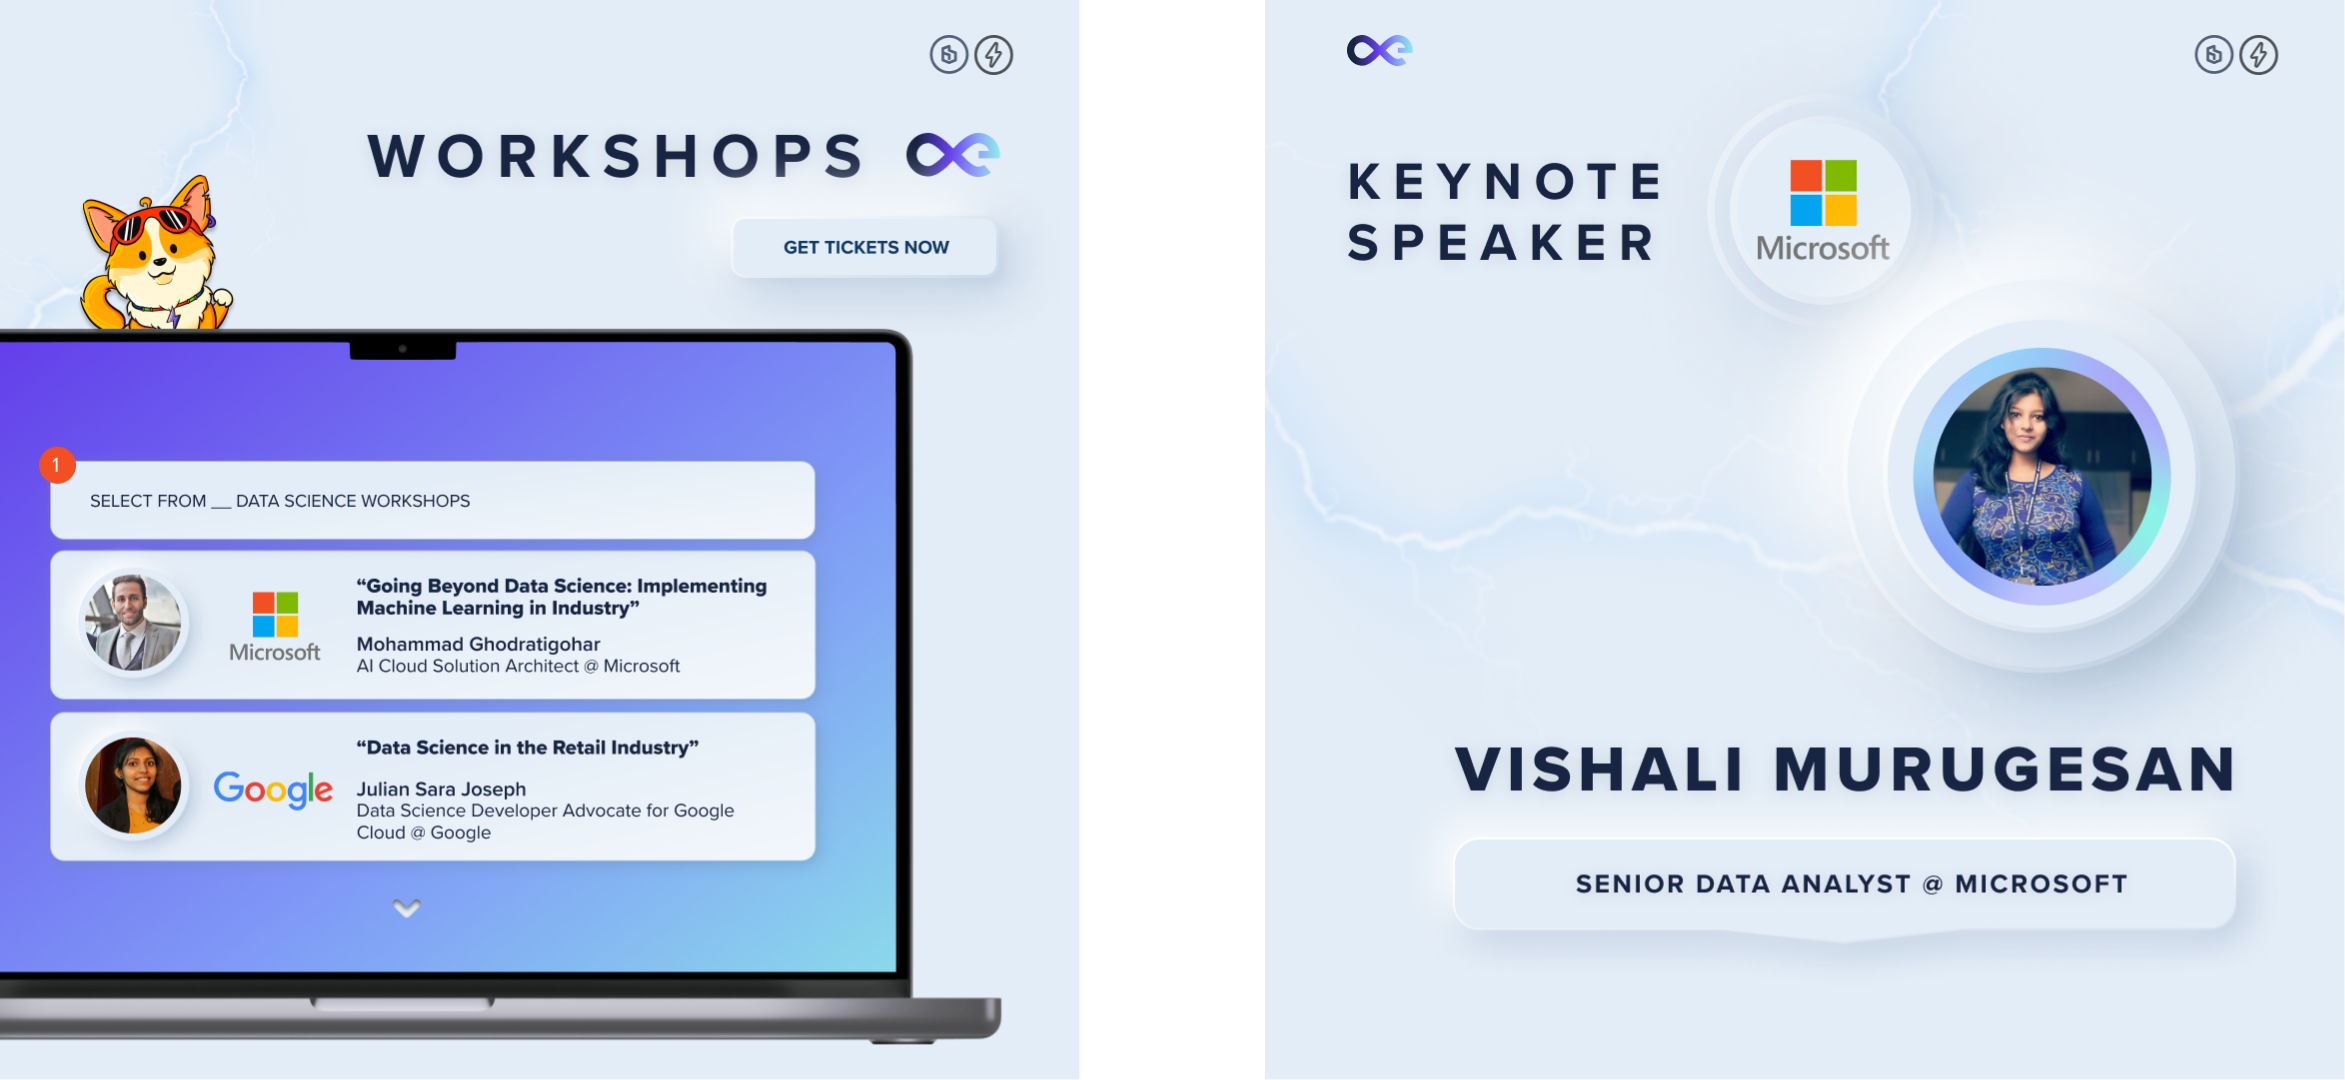 WORKSHOPS
GET TICKETS NOW
1
SELECT FROM __ DATA SCIENCE WORKSHOPS
Microsoft
“Going Beyond Data Science: Implementing
Machine Learning in Industry”
Mohammad Ghodratigohar
AI Cloud Solution Architect @ Microsoft
Google
“Data Science in the Retail Industry”
Julian Sara Joseph
Data Science Developer Advocate for Google
Cloud @ Google
KEYNOTE
SPEAKER
Microsoft
VISHALI MURUGESAN
SENIOR DATA ANALYST @ MICROSOFT